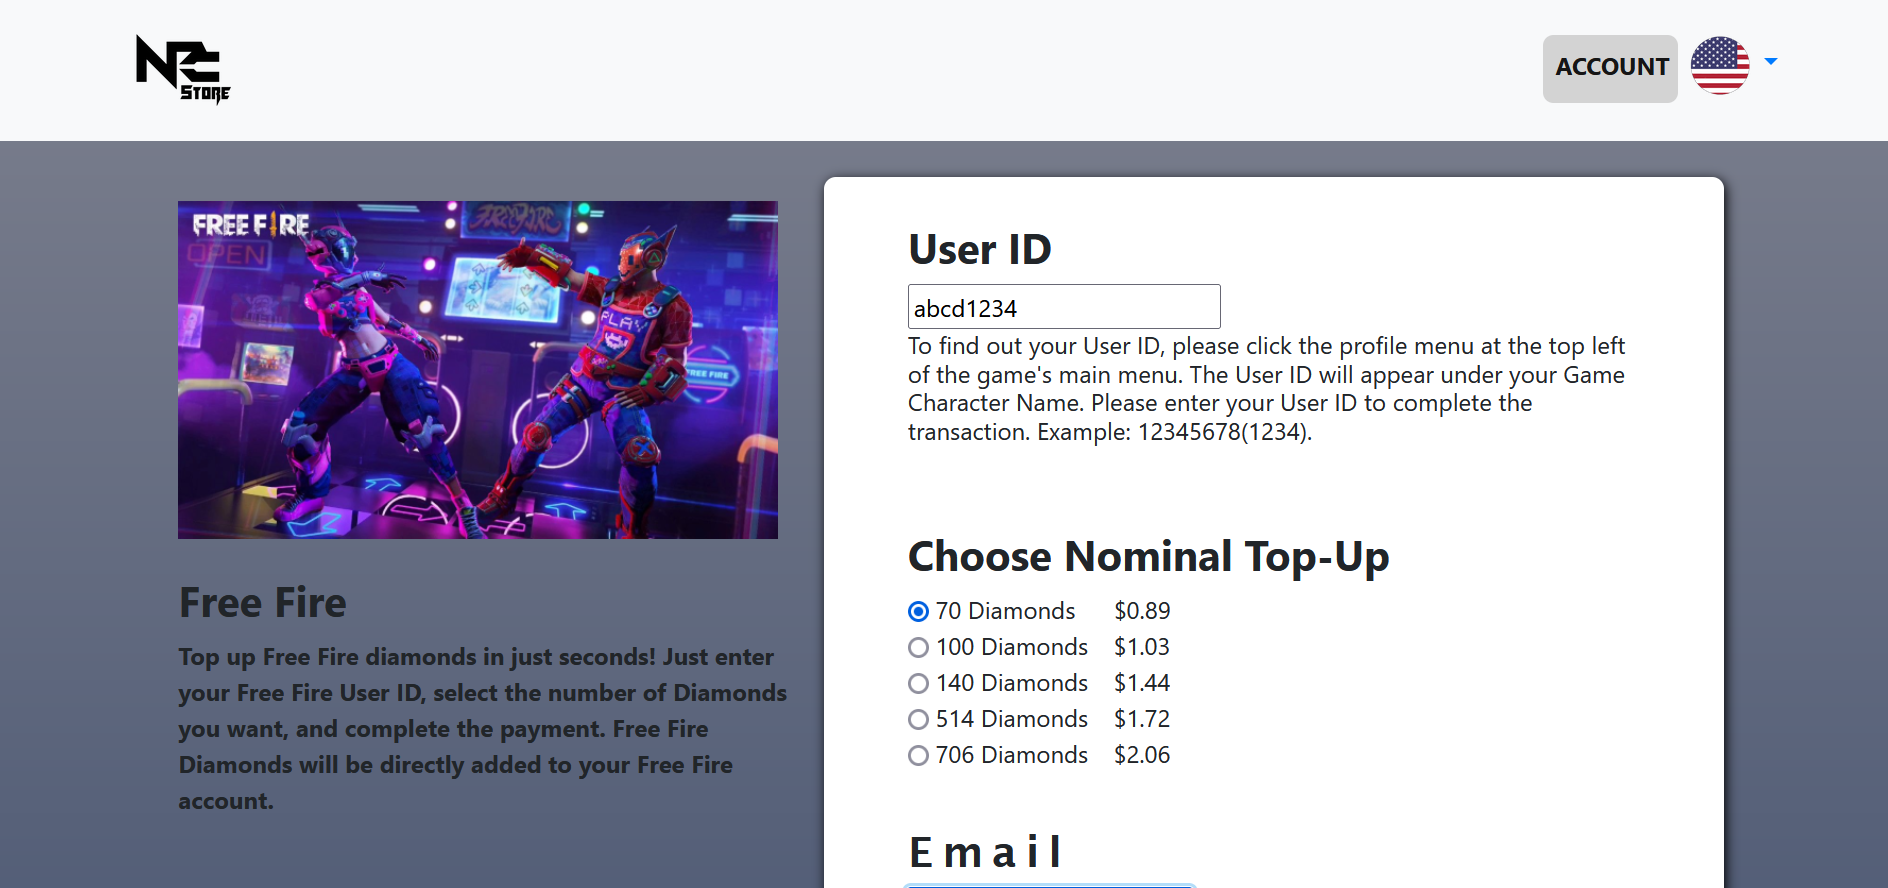 NPC
STORE
ACCOUNT
FREE FIRE
FREE FIRE
OPEN
PLAY
FREE FIRE
Free Fire
Top up Free Fire diamonds in just seconds! Just enter
your Free Fire User ID, select the number of Diamonds
you want, and complete the payment. Free Fire
Diamonds will be directly added to your Free Fire
account.
User ID
abcd1234
To find out your User ID, please click the profile menu at the top left
of the game's main menu. The User ID will appear under your Game
Character Name. Please enter your User ID to complete the
transaction. Example: 12345678(1234).
Choose Nominal Top-Up
70 Diamonds $0.89
100 Diamonds $1.03
140 Diamonds $1.44
514 Diamonds $1.72
706 Diamonds $2.06
Email